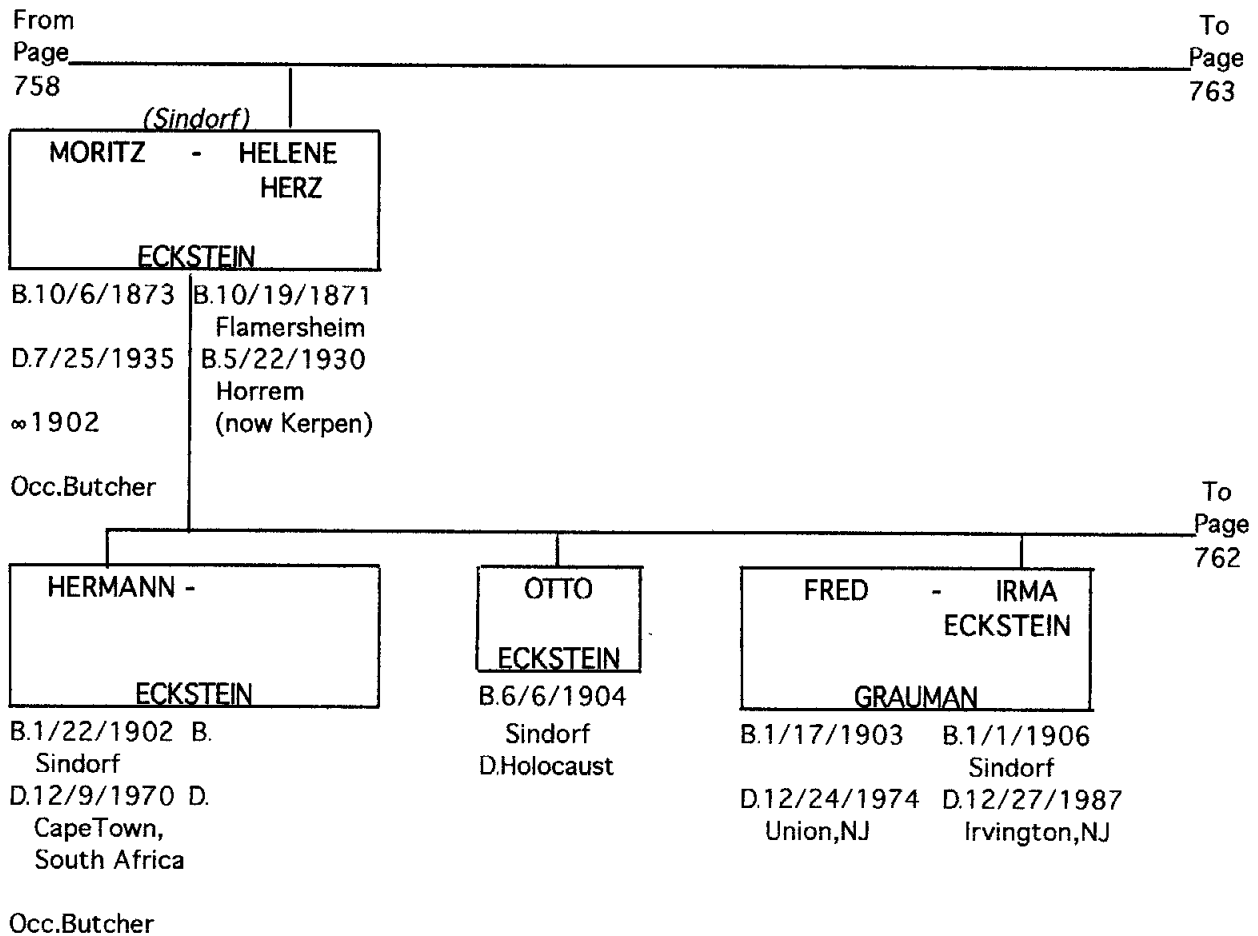 From
Page
758
To
Page
763
(Sindorf)
MORITZ - HELENE
HERZ
ECKSTEIN
B.10/6/1873 B.10/19/1871
Flamersheim
D.7/25/1935 B.5/22/1930
Horrem
∞1902 (now Kerpen)
Occ.Butcher
To
Page
762
HERMANN -
ECKSTEIN
B.1/22/1902 B.
Sindorf
D.12/9/1970 D.
CapeTown,
South Africa
Occ.Butcher
OTTO
ECKSTEIN
B.6/6/1904
Sindorf
D.Holocaust
FRED - IRMA
ECKSTEIN
GRAUMAN
B.1/17/1903 B.1/1/1906
Sindorf
D.12/24/1974 D.12/27/1987
Union,NJ Irvington,NJ